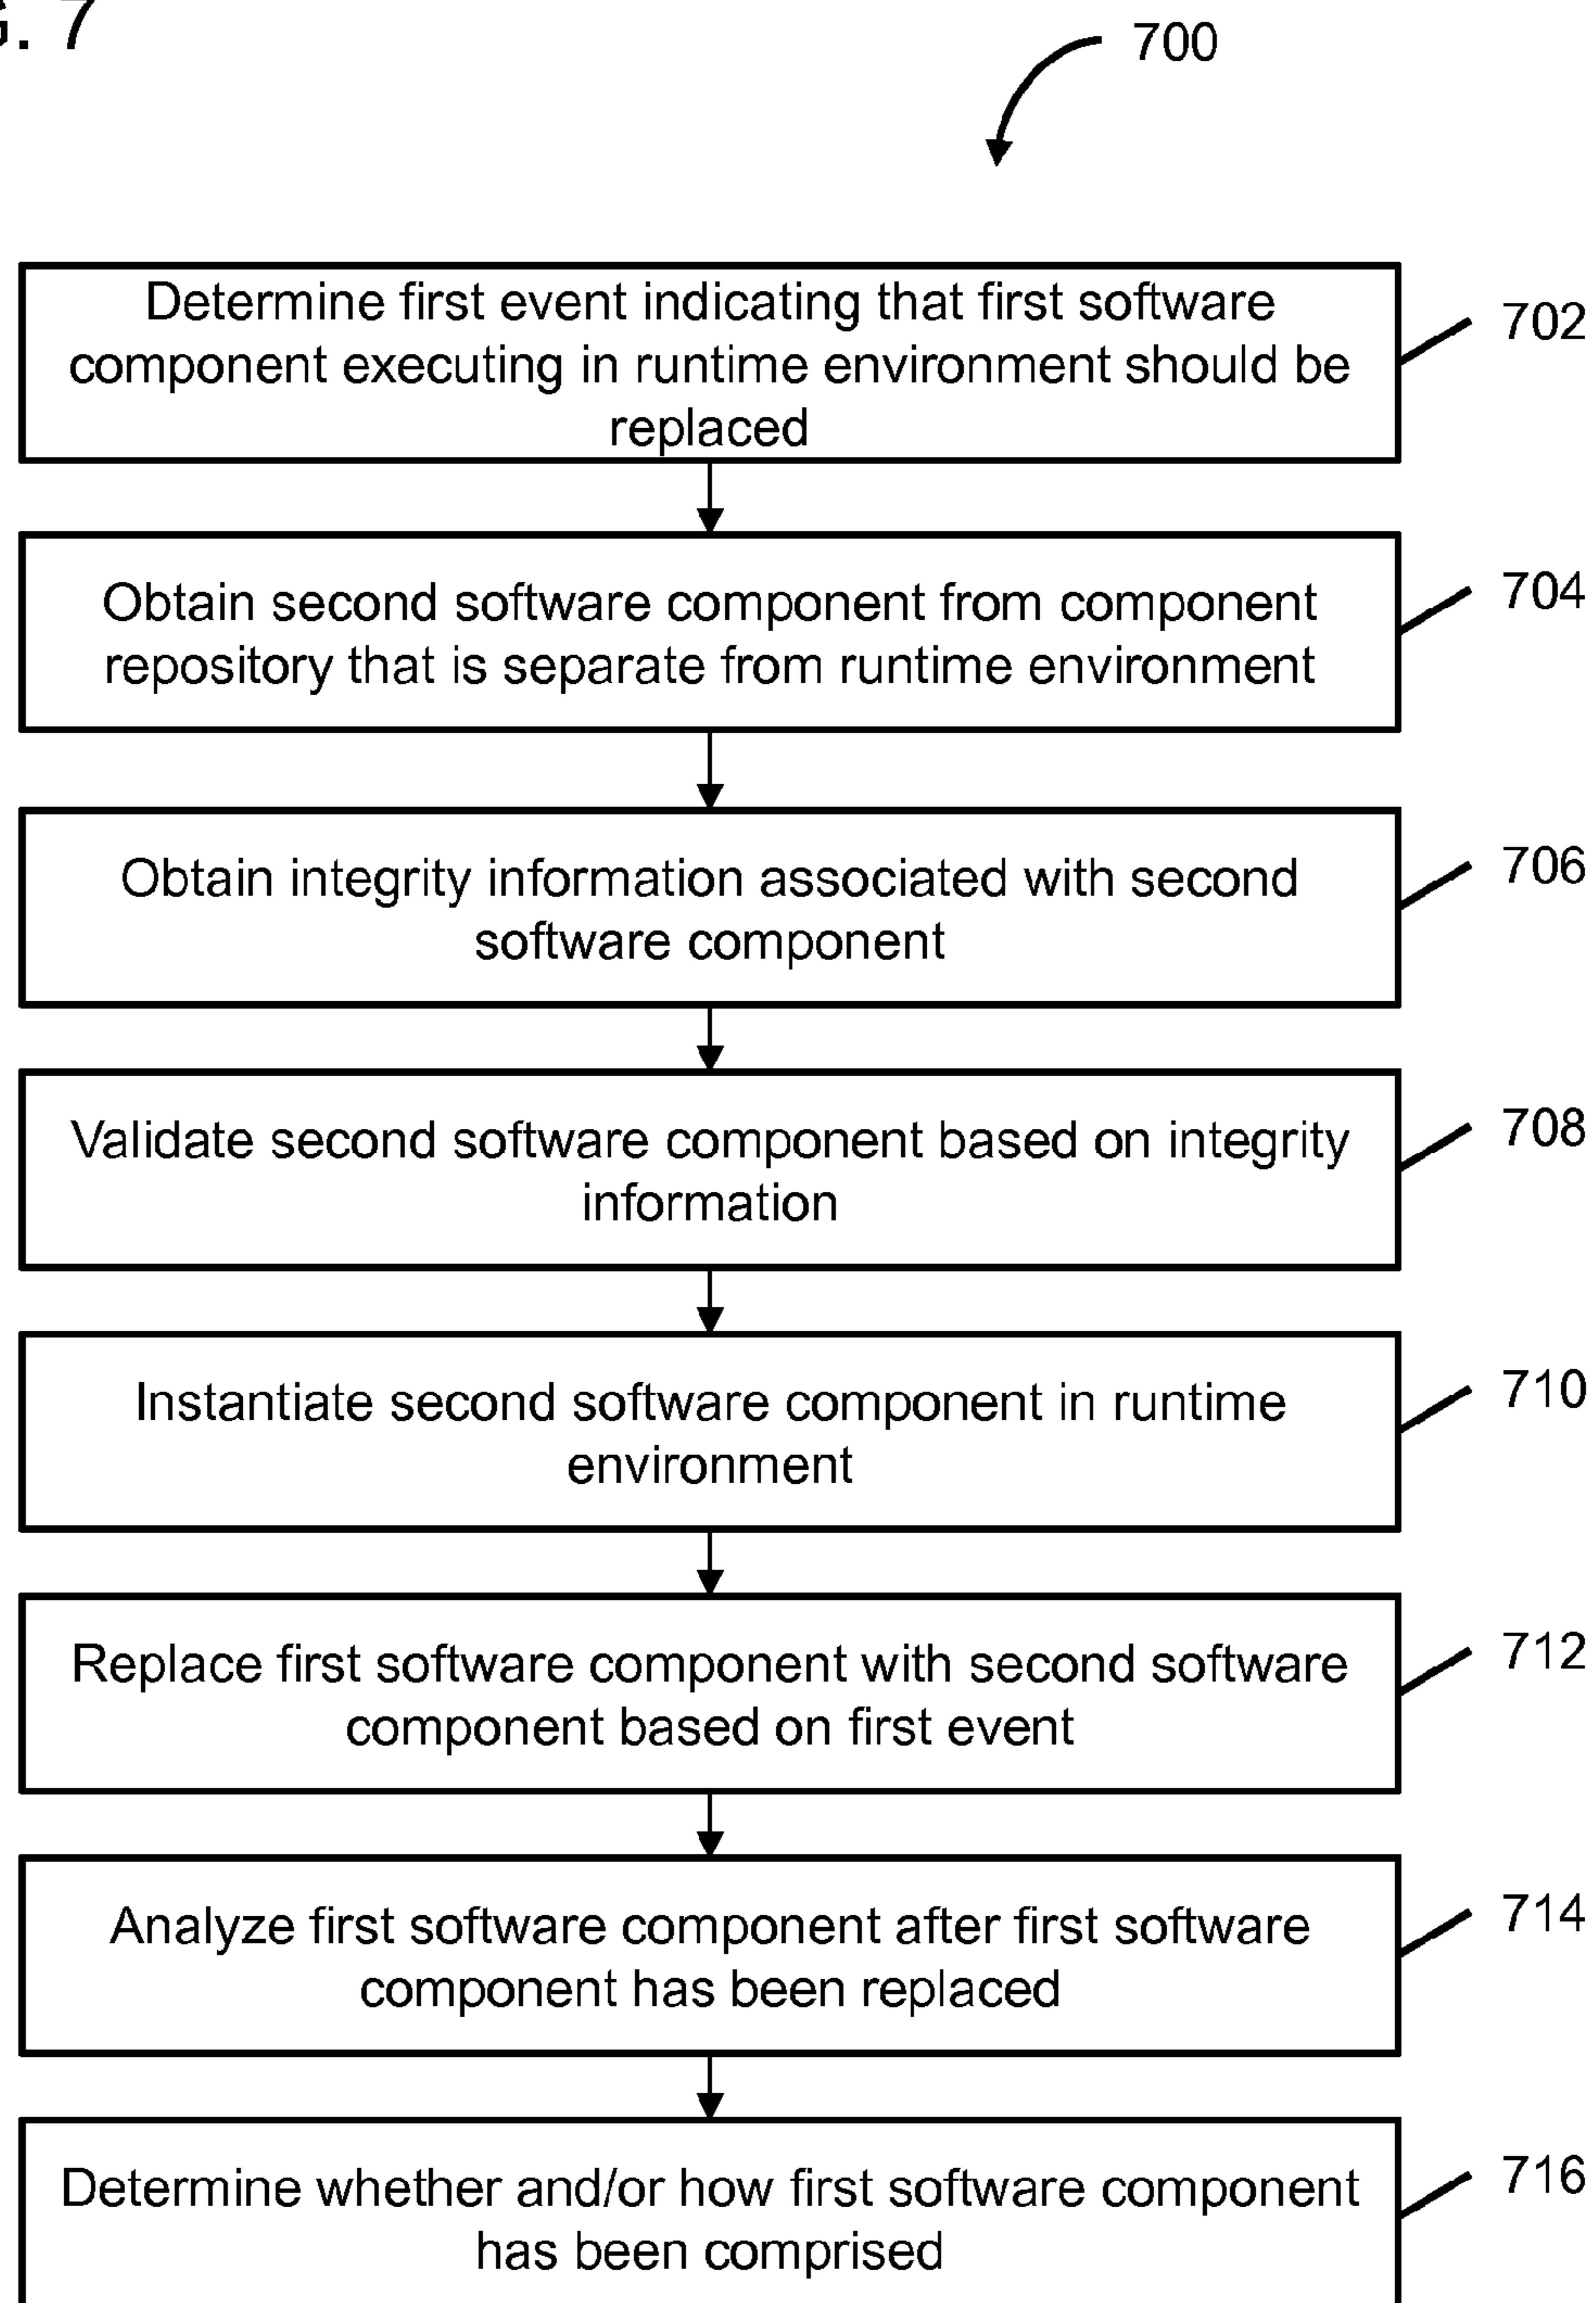 G. 7
700
Determine first event indicating that first software
component executing in runtime environment should be
replaced
702
Obtain second software component from component
repository that is separate from runtime environment
704
Obtain integrity information associated with second
software component
706
Validate second software component based on integrity
information
708
Instantiate second software component in runtime
environment
710
Replace first software component with second software
component based on first event
712
Analyze first software component after first software
component has been replaced
714
Determine whether and/or how first software component
has been comprised
716